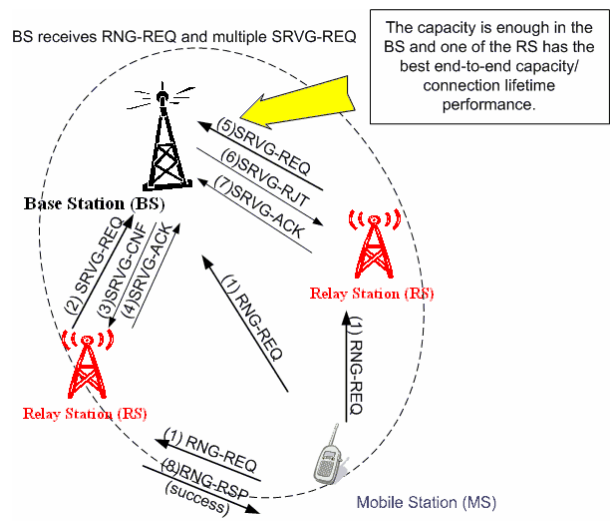 BS receives RNG-REQ and multiple SRVG-REQ
The capacity is enough in the
BS and one of the RS has the
best end-to-end capacity/
connection lifetime
performance.
(5)SRVG-REQ
(6)SRVG-RJT
(7)SRVG-ACK
Base Station (BS)
(2) SRVG-REQ
(3)SRVG-CNF
(4)SRVG-ACK
Relay Station (RS)
(1) RNG-REQ
(1) RNG-REQ
Relay Station (RS)
(1) RNG-REQ
(8)RNG-RSP
(success)
Mobile Station (MS)